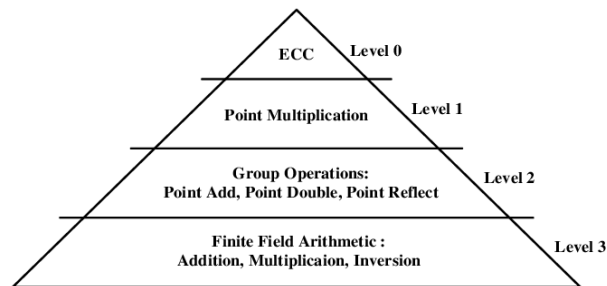 ECC
Level 0
Point Multiplication
Level 1
Group Operations:
Point Add, Point Double, Point Reflect
Level 2
Finite Field Arithmetic :
Addition, Multiplicaion, Inversion
Level 3